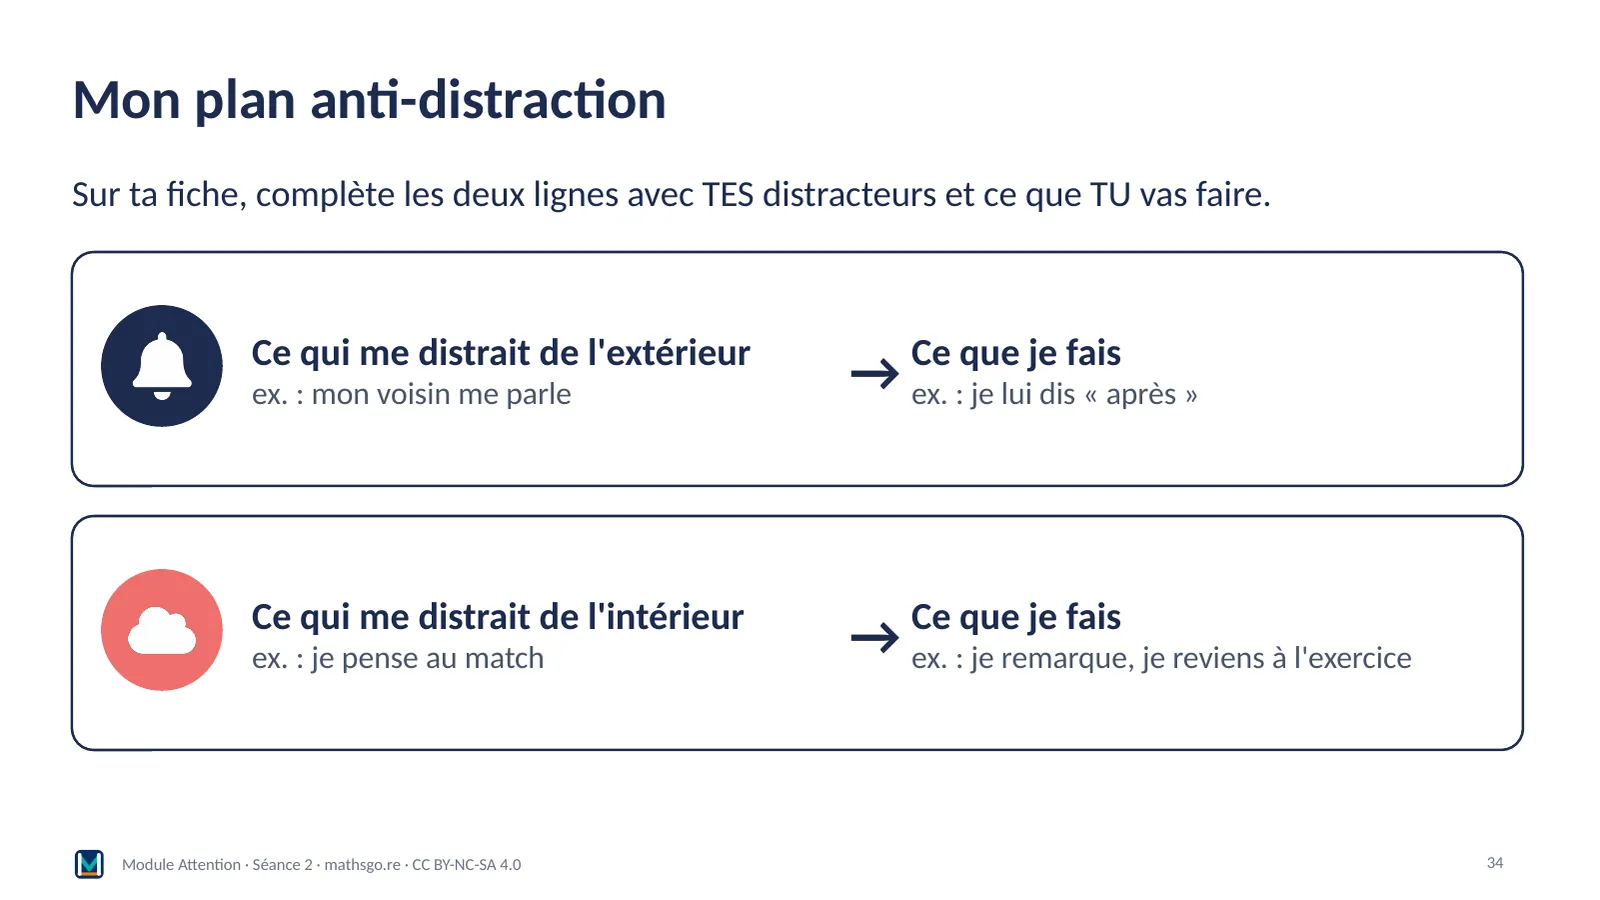 Mon plan anti-distraction
Sur ta fiche, complète les deux lignes avec TES distracteurs et ce que TU vas faire.
Ce qui me distrait de l'extérieur
ex. : mon voisin me parle
→ Ce que je fais
ex. : je lui dis « après »
Ce qui me distrait de l'intérieur
ex. : je pense au match
→ Ce que je fais
ex. : je remarque, je reviens à l'exercice
Module Attention · Séance 2 · mathsgo.re · CC BY-NC-SA 4.0
34